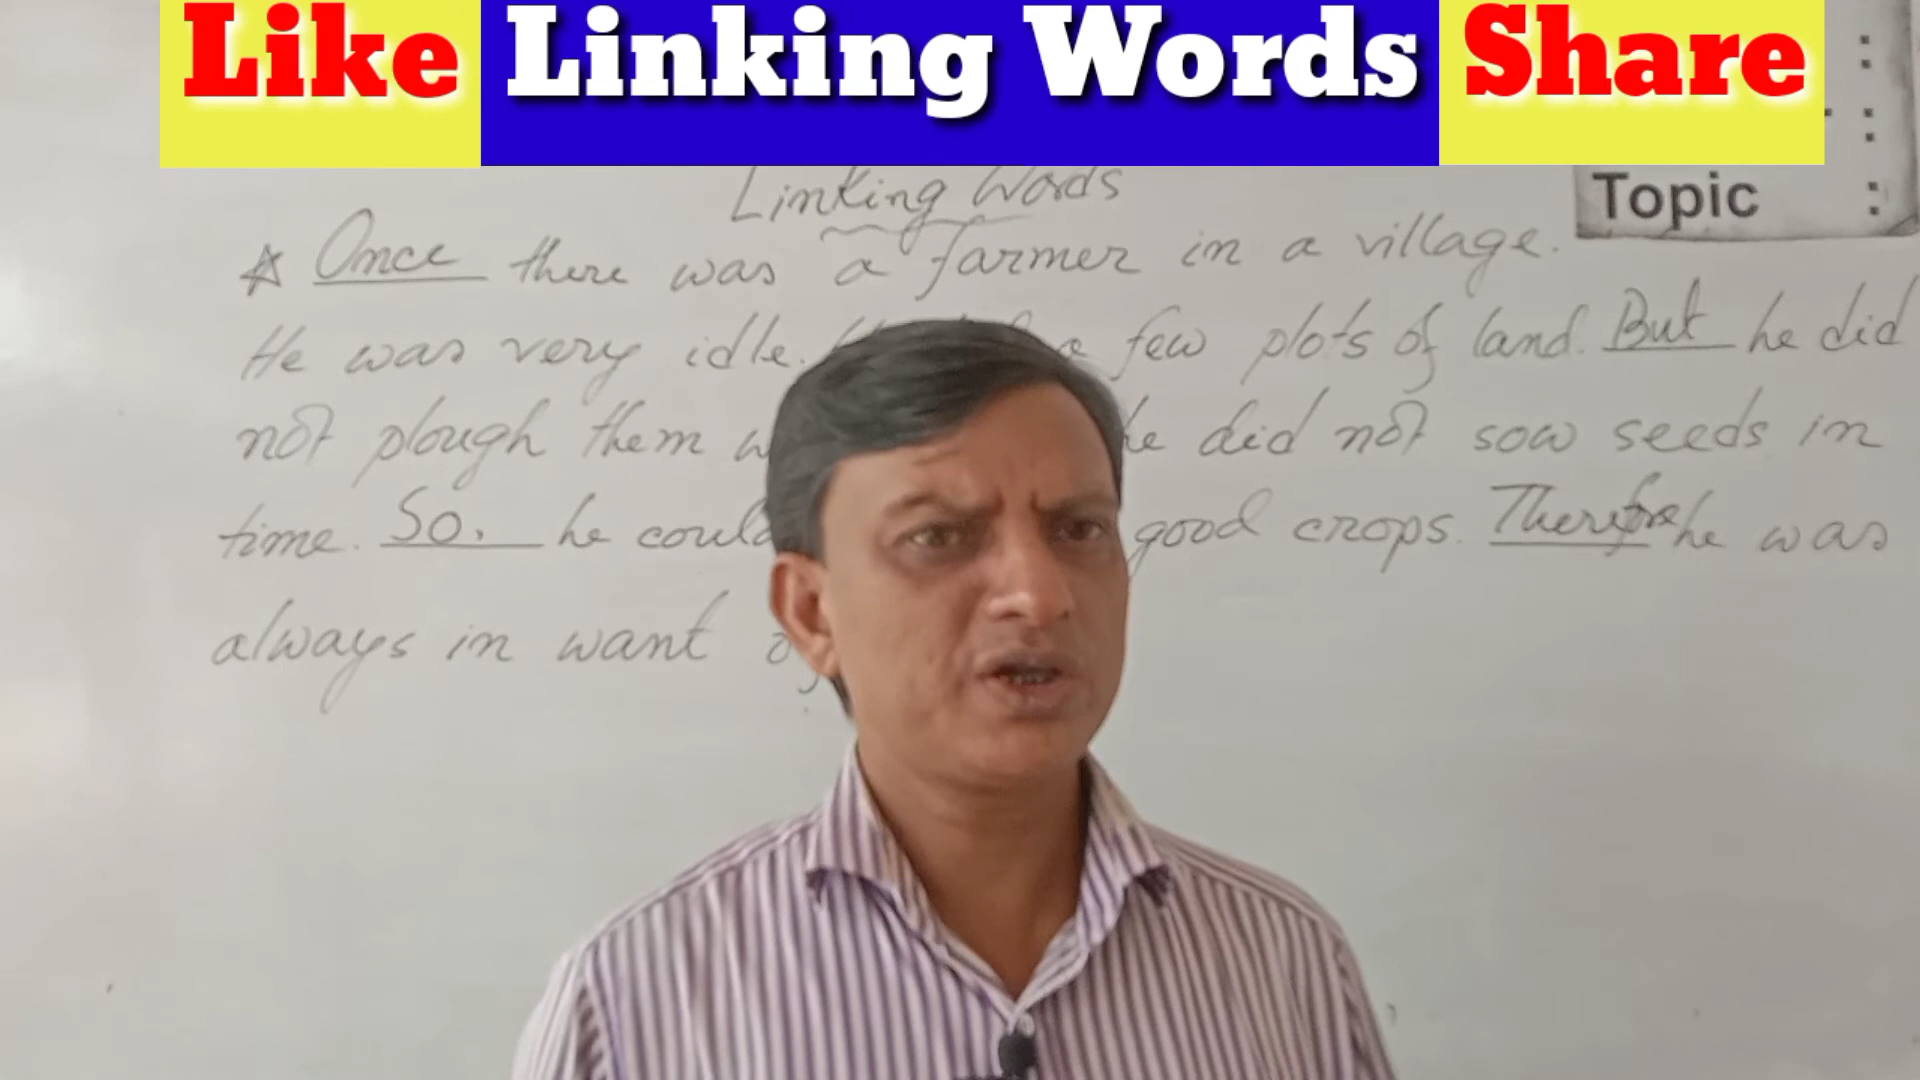 Like Linking Words Share
Topic :
Linking Words
Once there was a farmer in a village.
He was very idle. few plots of land. But he did
not plough them he did not sow seeds in
time. So, he could good crops. Therefore he was
always in want